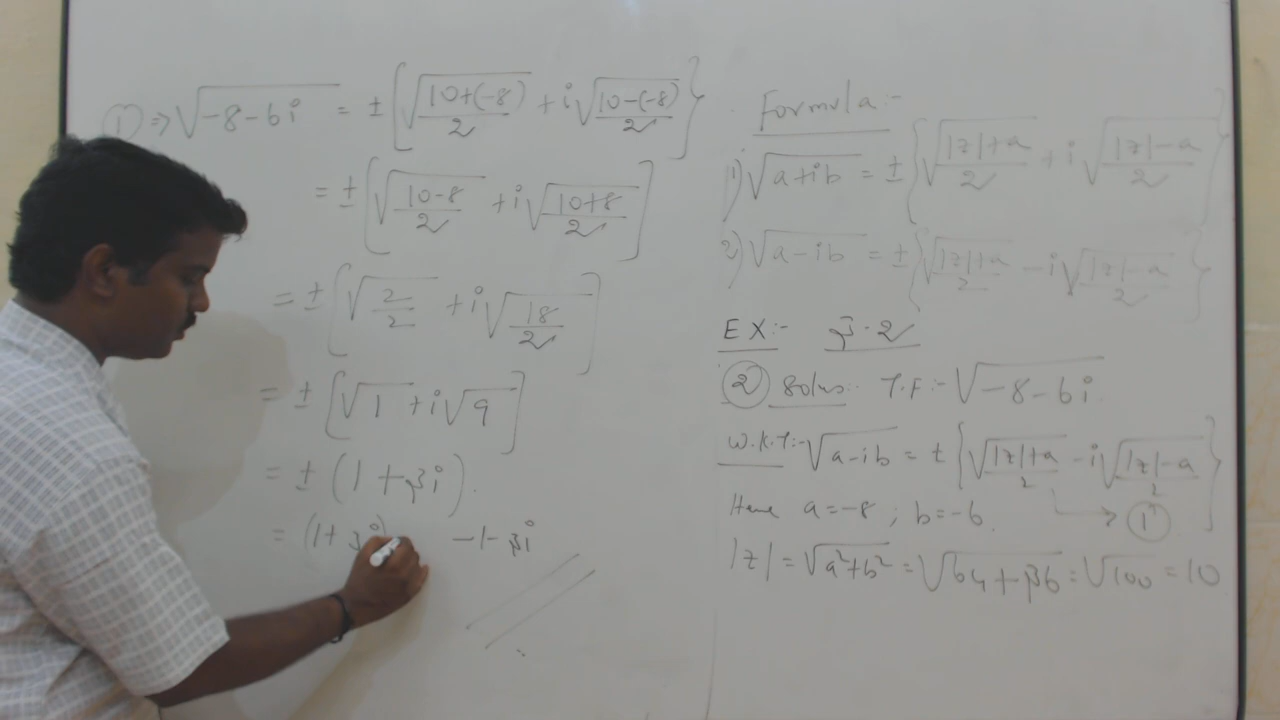 ① ⇒ √-8-6i = ± {√(10+(-8))/2 + i√(10-(-8))/2}
= ± [√(10-8)/2 + i√(10+8)/2]
= ± [√2/2 + i√18/2]
= ± [√1 + i√9]
= ± (1+3i).
= (1+3i) -1-3i
Formula:-
1) √a+ib = ± {√(|z|+a)/2 + i√(|z|-a)/2}
2) √a-ib = ± {√(|z|+a)/2 - i√(|z|-a)/2}
EX:- 3.2
② Soln:- T.F:- √-8-6i
W.K.T:- √a-ib = ± {√(|z|+a)/2 - i√(|z|-a)/2}
→ ①
Here a=-8 ; b=-6.
|z| = √a²+b² = √64+36 = √100 = 10